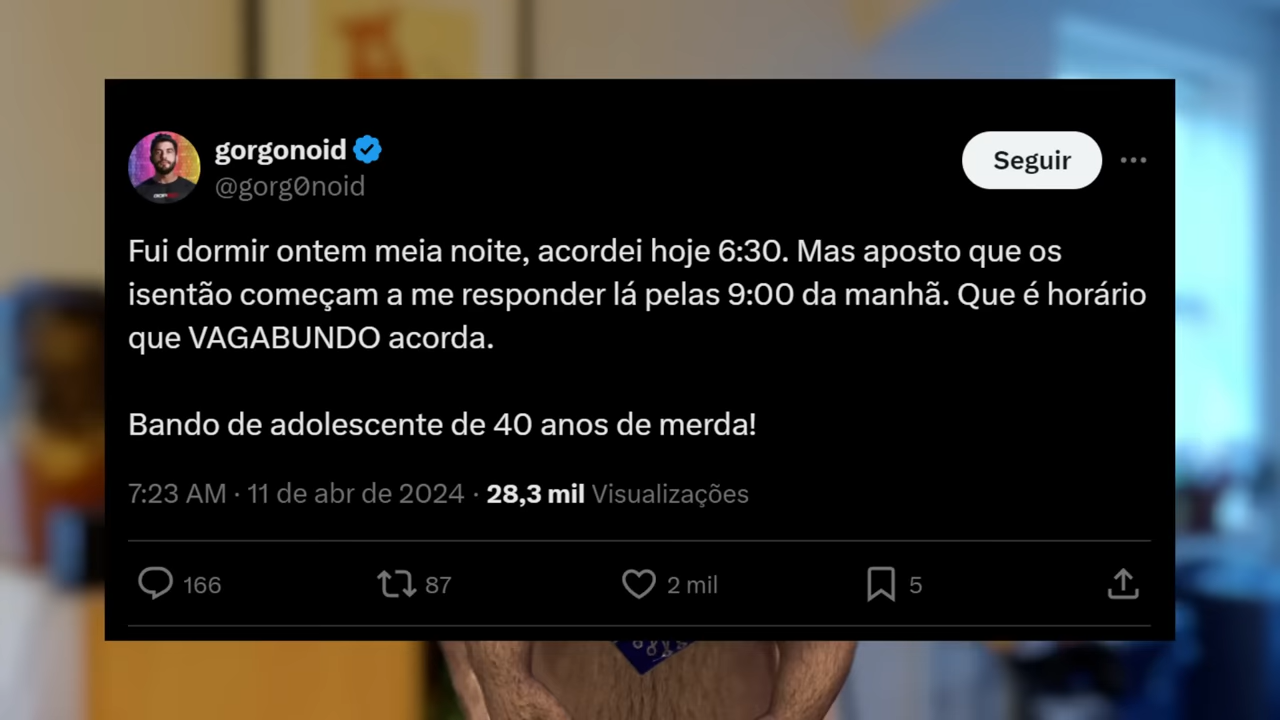 gorgonoid
@gorg0noid
Seguir
Fui dormir ontem meia noite, acordei hoje 6:30. Mas aposto que os
isentão começam a me responder lá pelas 9:00 da manhã. Que é horário
que VAGABUNDO acorda.
Bando de adolescente de 40 anos de merda!
7:23 AM · 11 de abr de 2024 · 28,3 mil Visualizações
166 87 2 mil 5